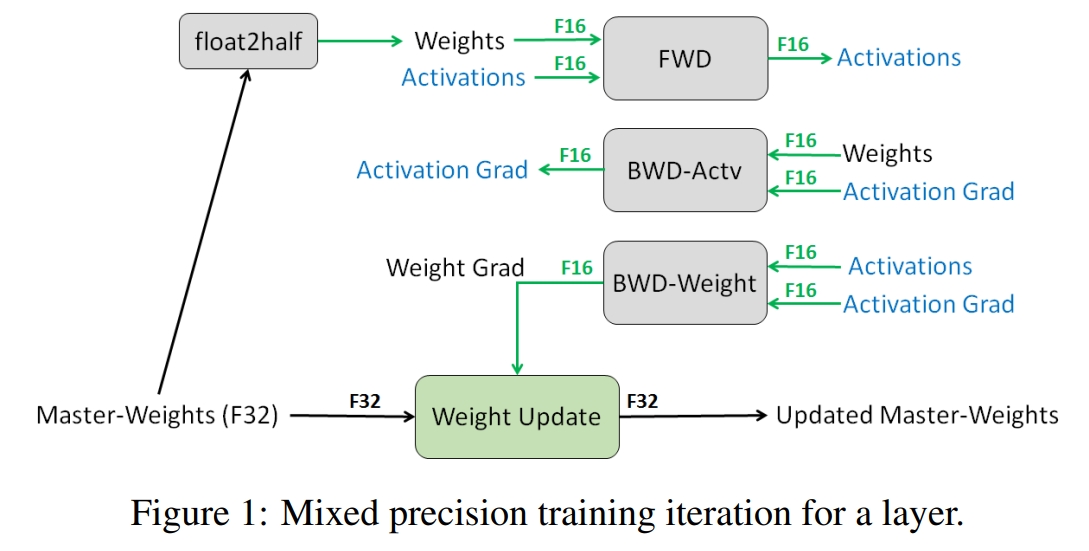 float2half
Weights F16
Activations F16
FWD
F16 Activations
Activation Grad F16
BWD-Actv
F16 Weights
F16 Activation Grad
Weight Grad F16
BWD-Weight
F16 Activations
F16 Activation Grad
Master-Weights (F32) F32 Weight Update F32 Updated Master-Weights
Figure 1: Mixed precision training iteration for a layer.